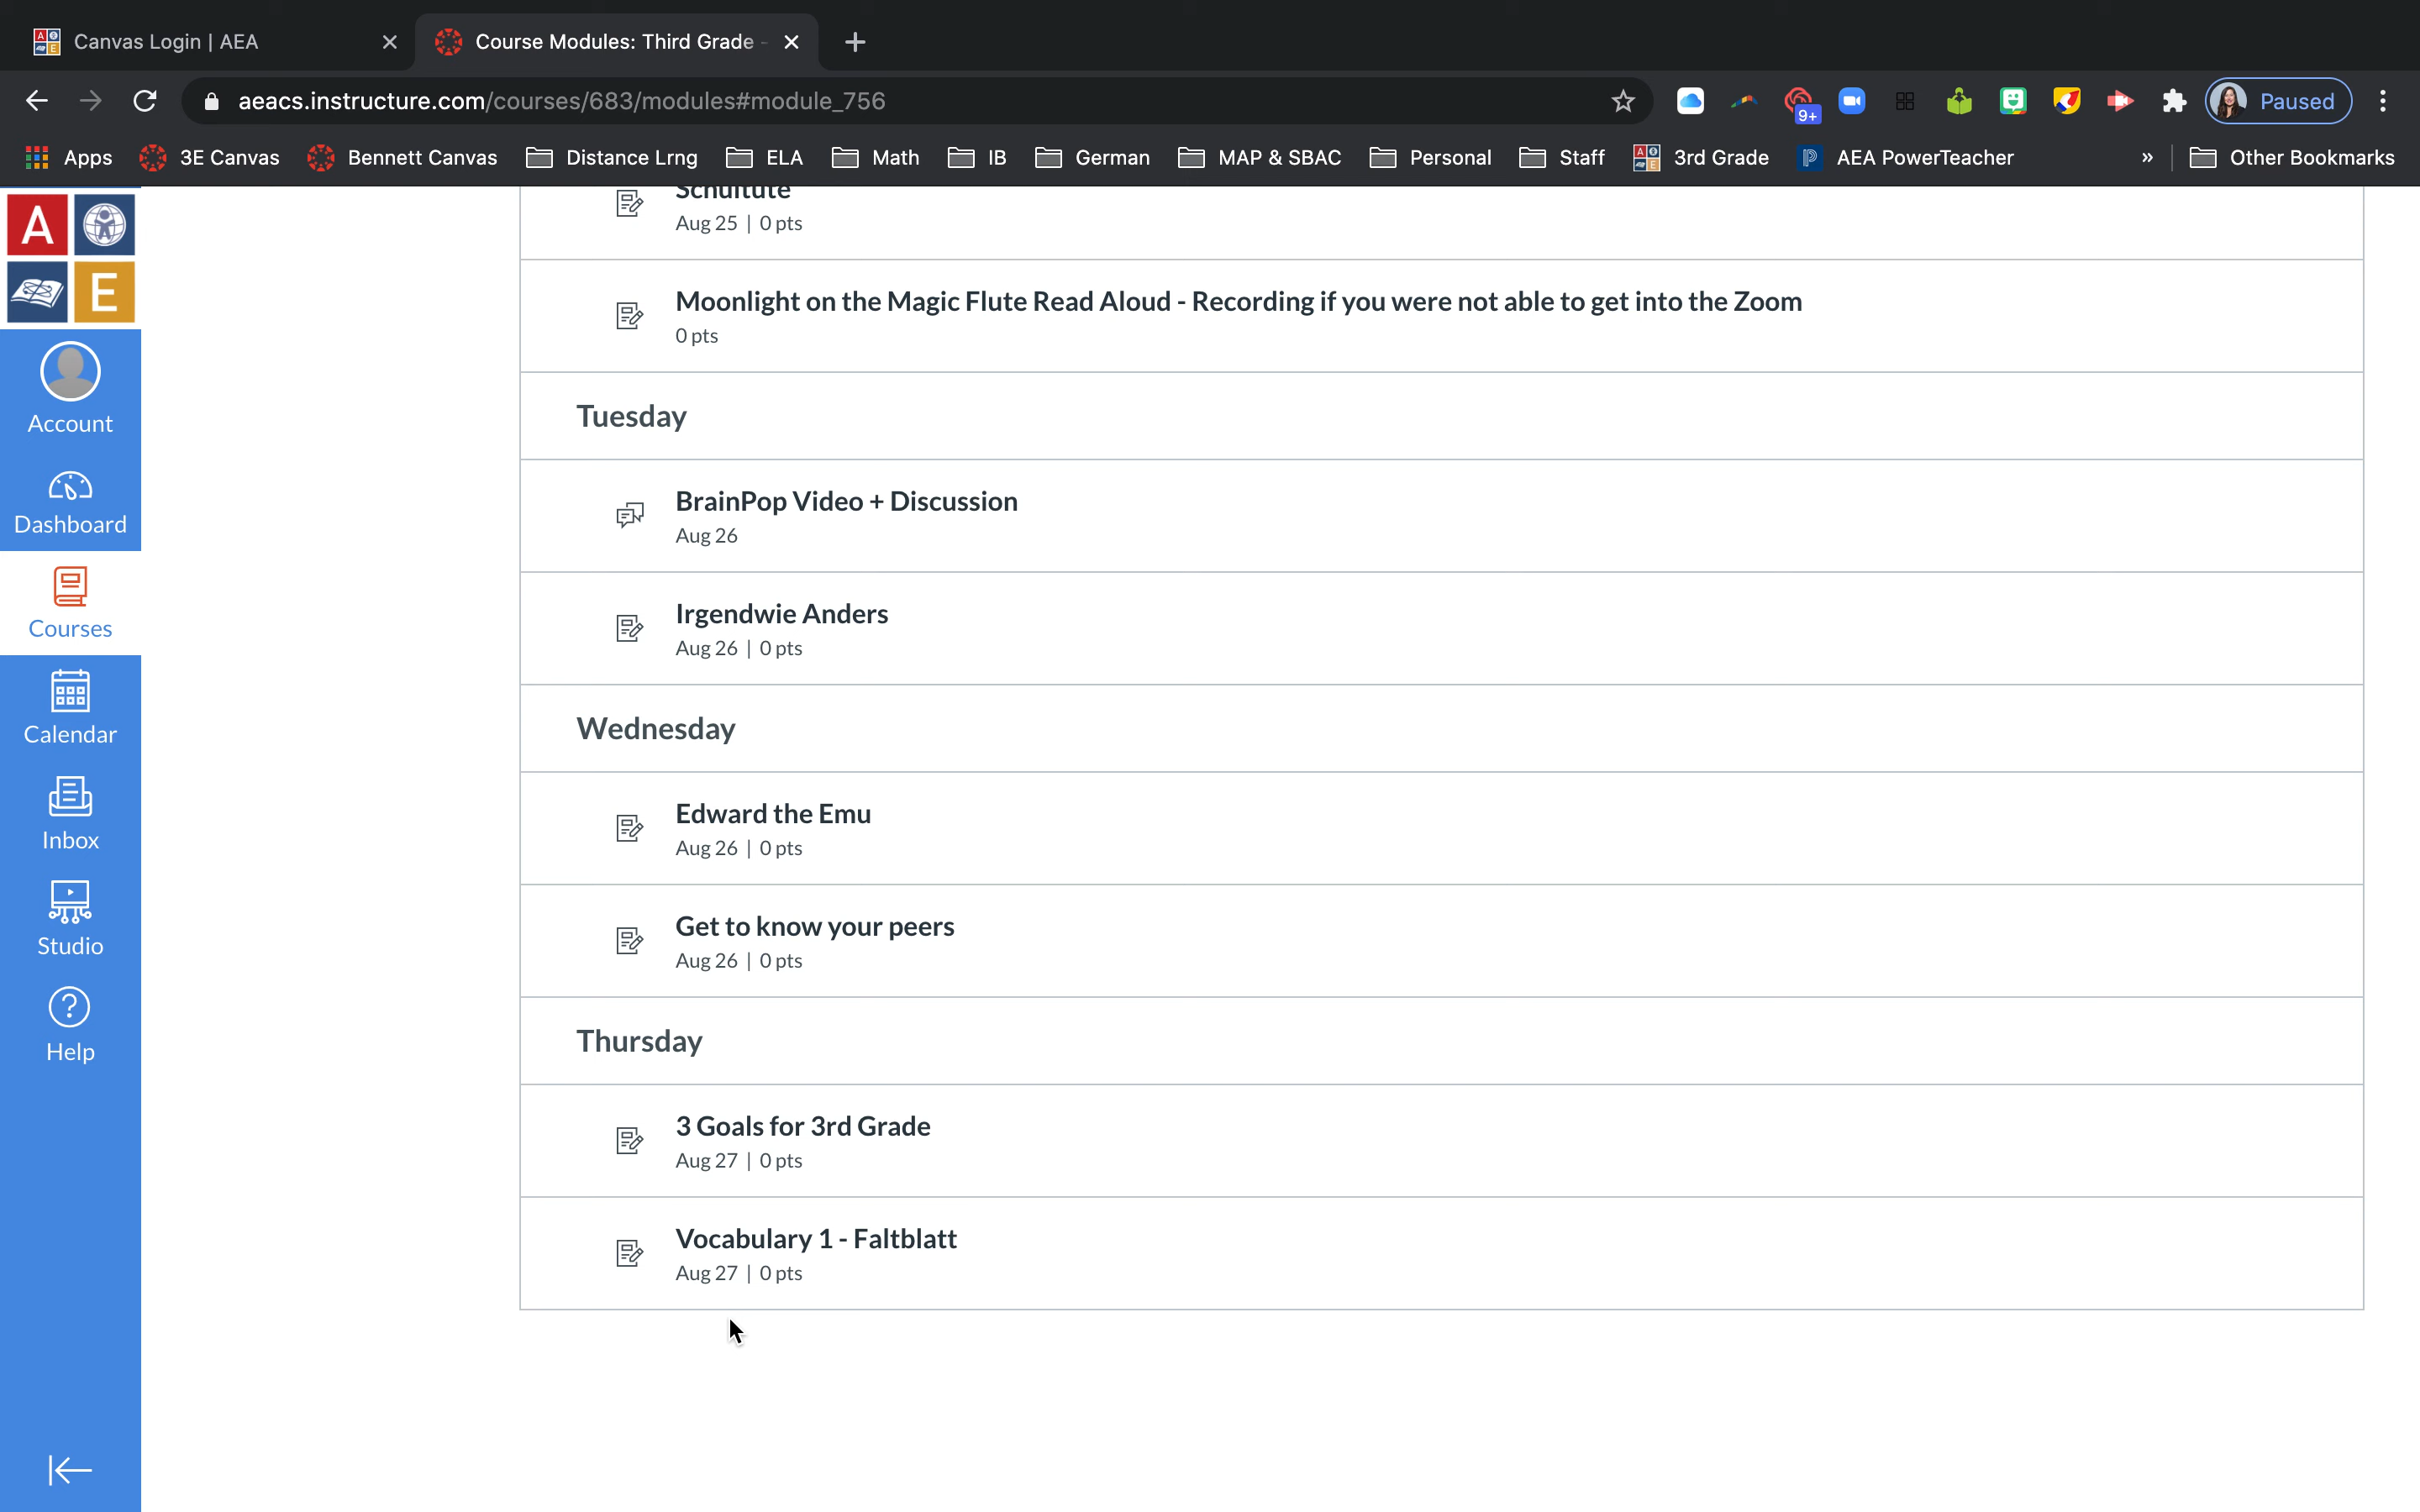 Canvas Login | AEA
Course Modules: Third Grade -
aeacs.instructure.com/courses/683/modules#module_756
9+
Paused
Apps
3E Canvas
Bennett Canvas
Distance Lrng
ELA
Math
IB
German
MAP & SBAC
Personal
Staff
3rd Grade
AEA PowerTeacher
»
Other Bookmarks
A
E
Account
Dashboard
Courses
Calendar
Inbox
Studio
Help
Schultüte
Aug 25 | 0 pts
Moonlight on the Magic Flute Read Aloud - Recording if you were not able to get into the Zoom
0 pts
Tuesday
BrainPop Video + Discussion
Aug 26
Irgendwie Anders
Aug 26 | 0 pts
Wednesday
Edward the Emu
Aug 26 | 0 pts
Get to know your peers
Aug 26 | 0 pts
Thursday
3 Goals for 3rd Grade
Aug 27 | 0 pts
Vocabulary 1 - Faltblatt
Aug 27 | 0 pts